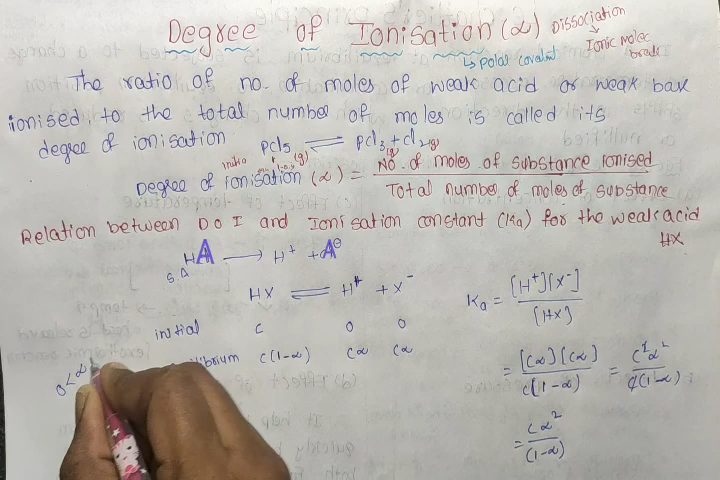 Degree of Ionisation (α) Dissociation
↳ Polar covalent
Ionic molec
break
The ratio of no. of moles of weak acid or weak base
ionised to the total number of moles is called its
degree of ionisation PCl5 ⇌ PCl3(g) + Cl2(g)
Degree of ionisation (α) = No. of moles of substance ionised
Total number of moles of substance
Relation between D O I and Ionisation constant (Ka) for the weak acid
HX
HA → H+ + A⊖
S.A
HX ⇌ H+ + X-
initial C 0 0
C(1-α) Cα Cα
0<α
Ka = [H+][X-]
[HX]
= [Cα][Cα] = C²α²
C(1-α) C(1-α)
= Cα²
(1-α)